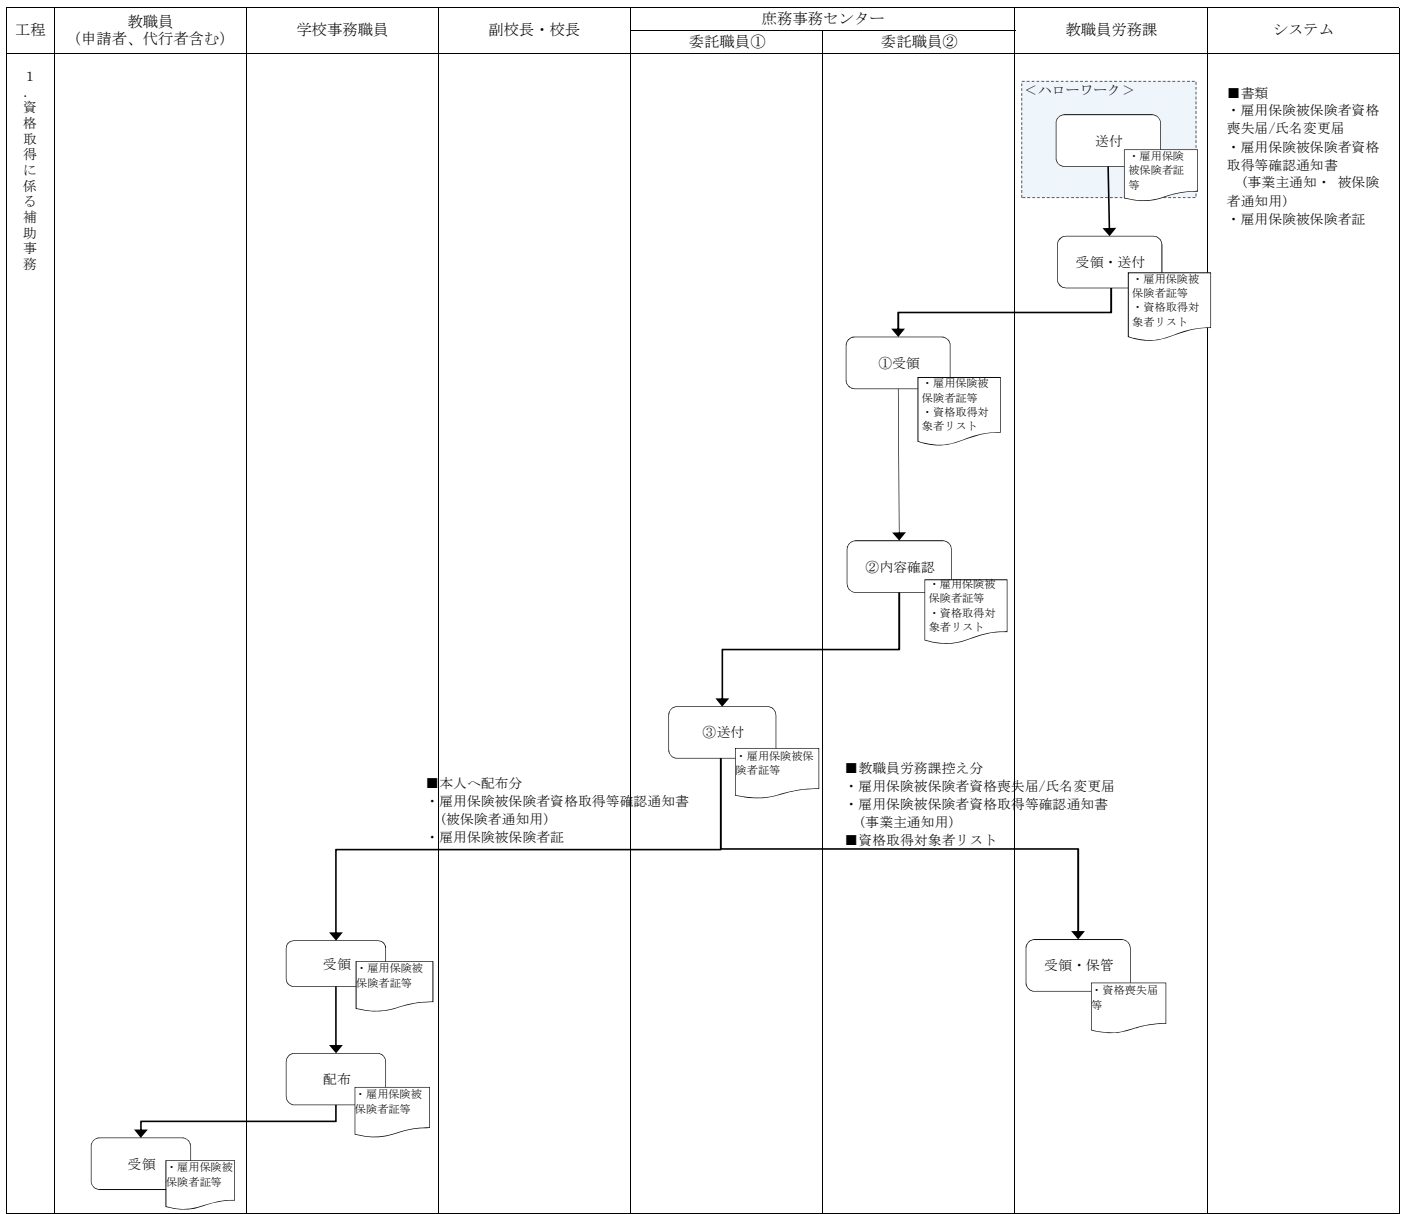 工程
教職員
（申請者、代行者含む）
学校事務職員
副校長・校長
庶務事務センター
委託職員①
委託職員②
教職員労務課
システム
１．資格取得に係る補助事務
＜ハローワーク＞
送付
・雇用保険
被保険者証
等
■書類
・雇用保険被保険者資格
喪失届/氏名変更届
・雇用保険被保険者資格
取得等確認通知書
（事業主通知・ 被保険
者通知用）
・雇用保険被保険者証
受領・送付
・雇用保険被
保険者証等
・資格取得対
象者リスト
①受領
・雇用保険被
保険者証等
・資格取得対
象者リスト
②内容確認
・雇用保険被
保険者証等
・資格取得対
象者リスト
③送付
・雇用保険被保
険者証等
■本人へ配布分
・雇用保険被保険者資格取得等確認通知書
（被保険者通知用）
・雇用保険被保険者証
■教職員労務課控え分
・雇用保険被保険者資格喪失届/氏名変更届
・雇用保険被保険者資格取得等確認通知書
（事業主通知用）
■資格取得対象者リスト
受領
・雇用保険被
保険者証等
受領・保管
・資格喪失届
等
配布
・雇用保険被
保険者証等
受領
・雇用保険被
保険者証等